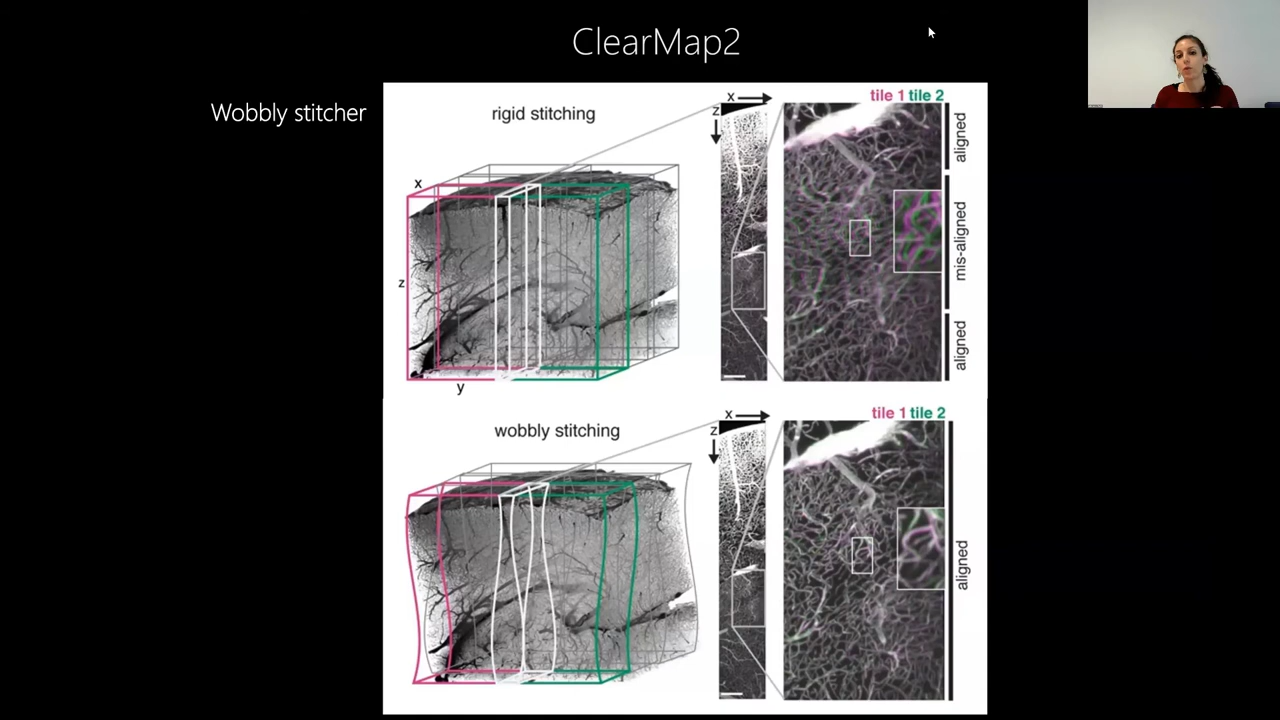 ClearMap2
Wobbly stitcher
rigid stitching
x
z
y
x
z
tile 1 tile 2
aligned
mis-aligned
aligned
wobbly stitching
x
z
tile 1 tile 2
aligned